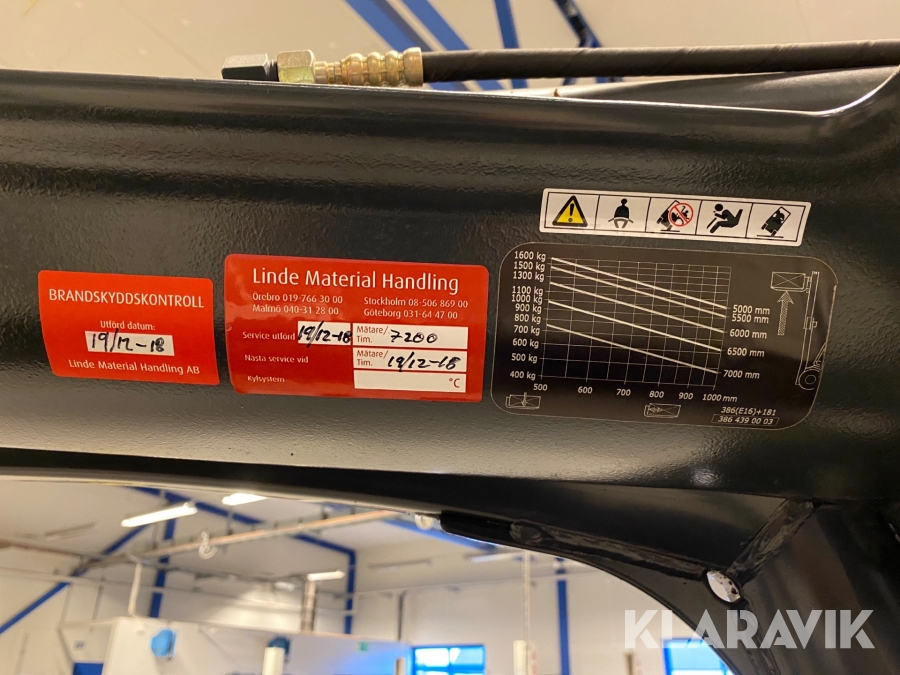 BRANDSKYDDSKONTROLL
Utförd datum:
19/12-18
Linde Material Handling AB
Linde Material Handling
Örebro 019-766 30 00 Stockholm 08-506 869 00
Malmö 040-31 28 00 Göteborg 031-64 47 00
Service utförd 19/12-18 Mätare/Tim. 7200
Nästa service vid Mätare/Tim. 19/12-18
Kylsystem °C
1600 kg
1500 kg
1300 kg
1100 kg
1000 kg
900 kg
800 kg
700 kg
600 kg
500 kg
400 kg
500 600 700 800 900 1000 mm
5000 mm
5500 mm
6000 mm
6500 mm
7000 mm
386(E16)+181
386 439 00 03
KLARAVIK